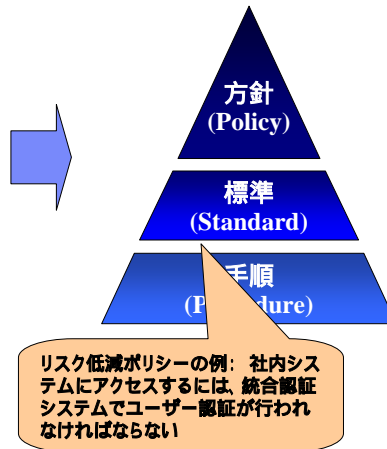 方針
(Policy)
標準
(Standard)
手順
(P dure)
リスク低減ポリシーの例: 社内シス
テムにアクセスするには、統合認証
システムでユーザー認証が行われ
なければならない